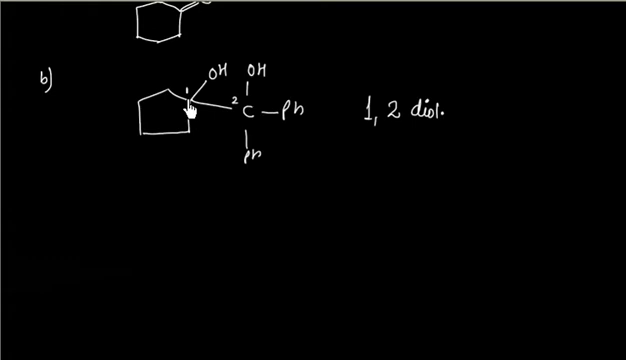 b)
OH OH
1
2 C — Ph
Ph
1, 2 diol.